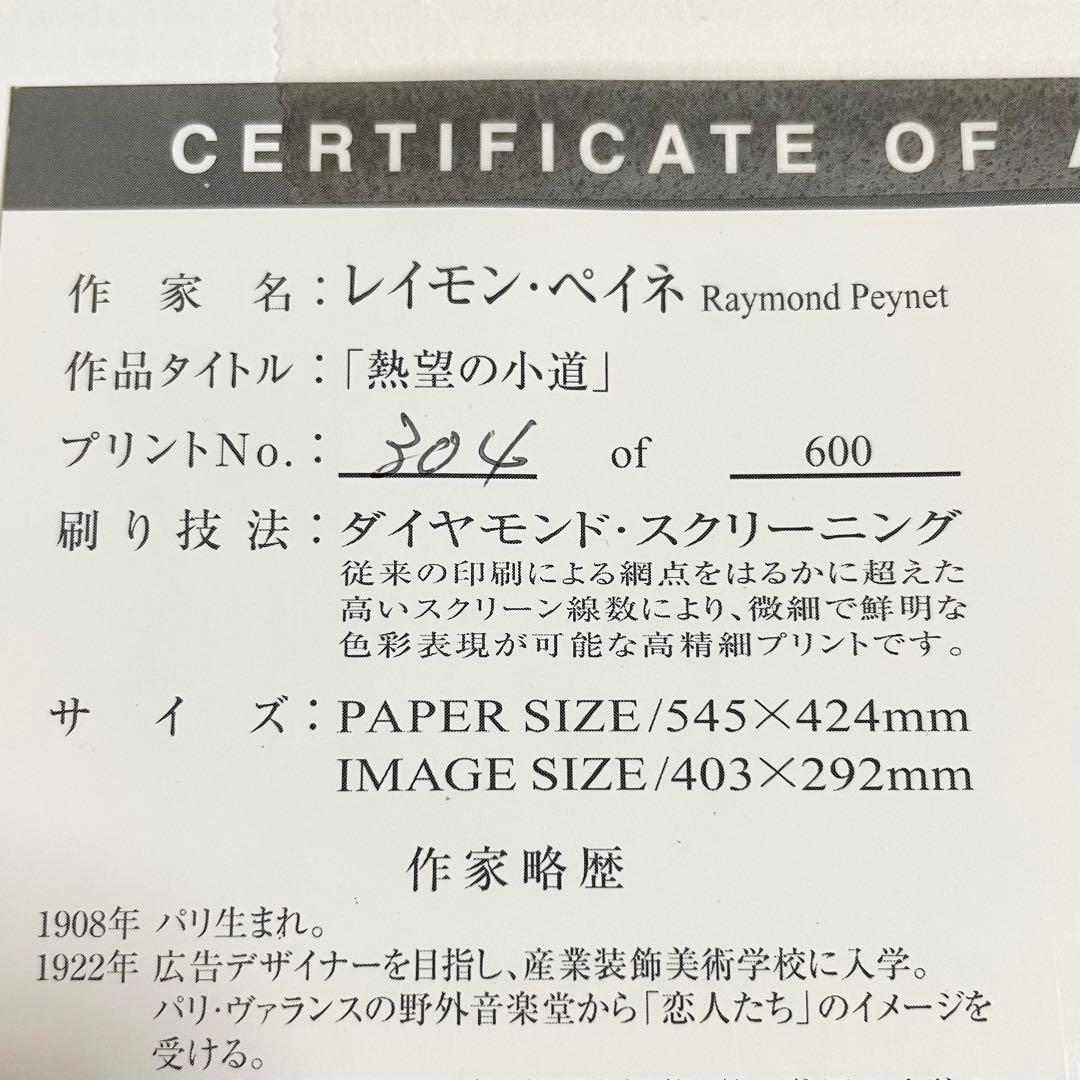 CERTIFICATE OF
作家名：レイモン・ペイネ Raymond Peynet
作品タイトル：「熱望の小道」
プリントNo.： 304 of 600
刷り技法：ダイヤモンド・スクリーニング
従来の印刷による網点をはるかに超えた
高いスクリーン線数により、微細で鮮明な
色彩表現が可能な高精細プリントです。
サイズ：PAPER SIZE/545×424mm
IMAGE SIZE/403×292mm
作家略歴
1908年 パリ生まれ。
1922年 広告デザイナーを目指し、産業装飾美術学校に入学。
パリ・ヴァランスの野外音楽堂から「恋人たち」のイメージを
受ける。